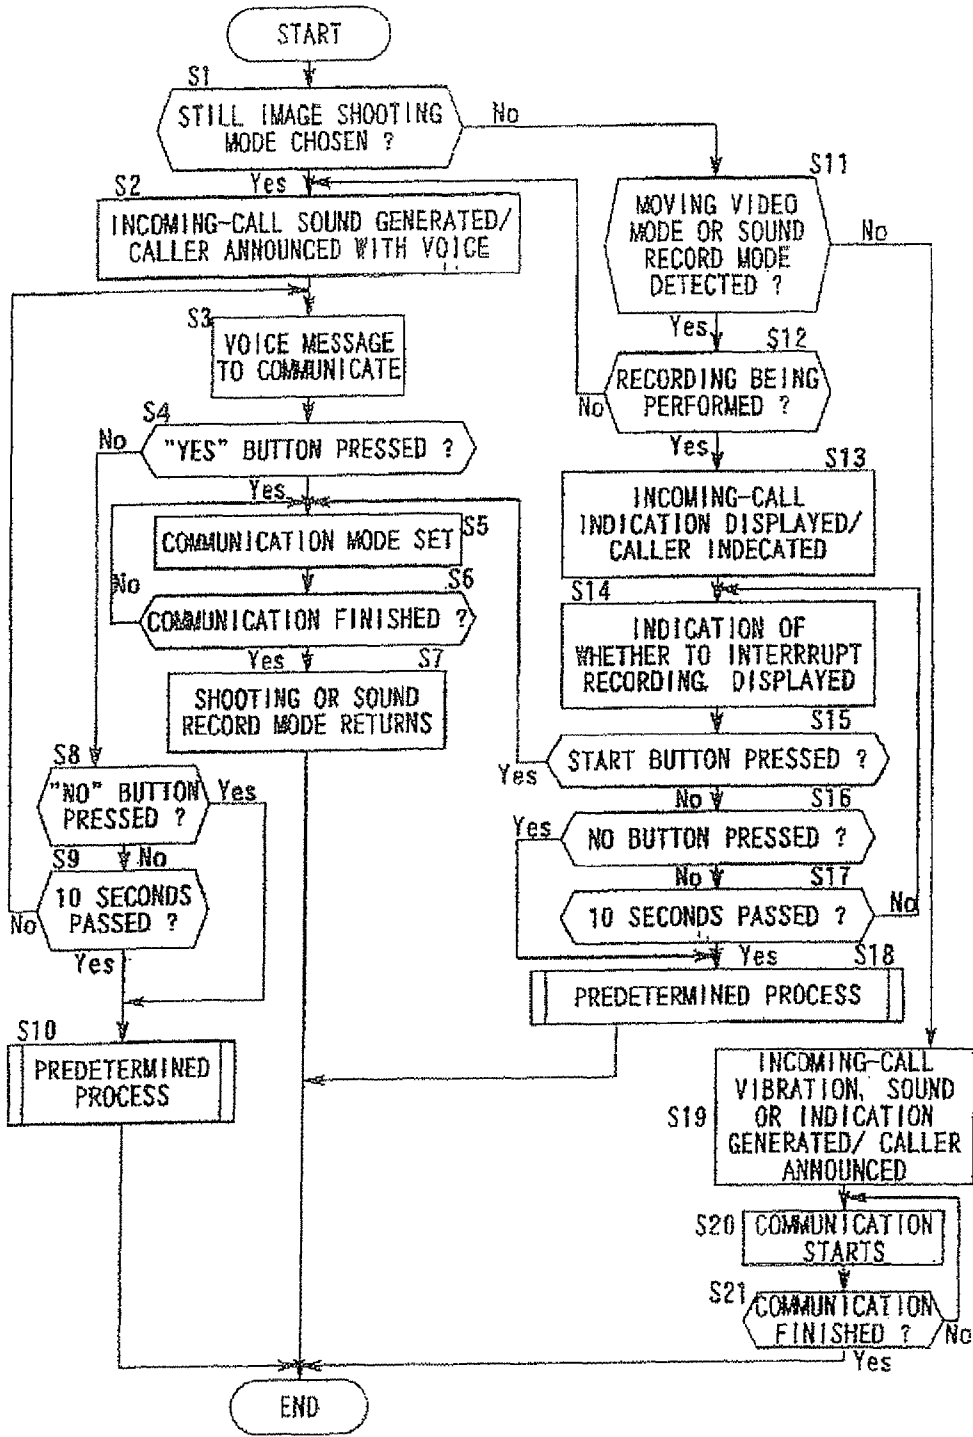 START
S1
STILL IMAGE SHOOTING
MODE CHOSEN ?
No
Yes
S2
INCOMING-CALL SOUND GENERATED/
CALLER ANNOUNCED WITH VOICE
S3
VOICE MESSAGE
TO COMMUNICATE
S4
No
"YES" BUTTON PRESSED ?
Yes
COMMUNICATION MODE SET
S5
No
S6
COMMUNICATION FINISHED ?
Yes
S7
SHOOTING OR SOUND
RECORD MODE RETURNS
S8
"NO" BUTTON
PRESSED ?
Yes
S9
No
10 SECONDS
PASSED ?
No
Yes
S10
PREDETERMINED
PROCESS
S11
MOVING VIDEO
MODE OR SOUND
RECORD MODE
DETECTED ?
No
Yes
S12
RECORDING BEING
PERFORMED ?
No
Yes
S13
INCOMING-CALL
INDICATION DISPLAYED/
CALLER INDECATED
S14
INDICATION OF
WHETHER TO INTERRRUPT
RECORDING DISPLAYED
S15
START BUTTON PRESSED ?
Yes
No
S16
Yes
NO BUTTON PRESSED ?
No
S17
10 SECONDS PASSED ?
No
Yes
S18
PREDETERMINED PROCESS
S19
INCOMING-CALL
VIBRATION, SOUND
OR INDICATION
GENERATED/ CALLER
ANNOUNCED
S20
COMMUNICATION
STARTS
S21
COMMUNICATION
FINISHED ?
No
Yes
END